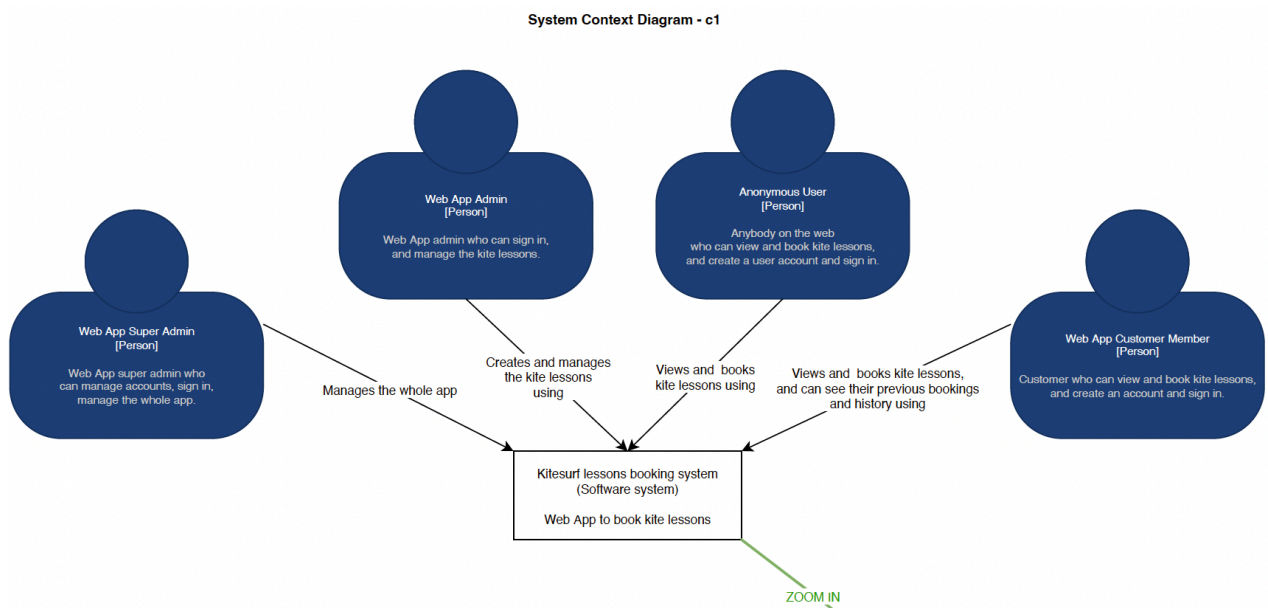 System Context Diagram - c1
Web App Admin
[Person]
Web App admin who can sign in,
and manage the kite lessons.
Anonymous User
[Person]
Anybody on the web
who can view and book kite lessons,
and create a user account and sign in.
Web App Super Admin
[Person]
Web App super admin who
can manage accounts, sign in,
manage the whole app.
Web App Customer Member
[Person]
Customer who can view and book kite lessons,
and create an account and sign in.
Manages the whole app
Creates and manages
the kite lessons
using
Views and books
kite lessons using
Views and books kite lessons,
and can see their previous bookings
and history using
Kitesurf lessons booking system
(Software system)
Web App to book kite lessons
ZOOM IN